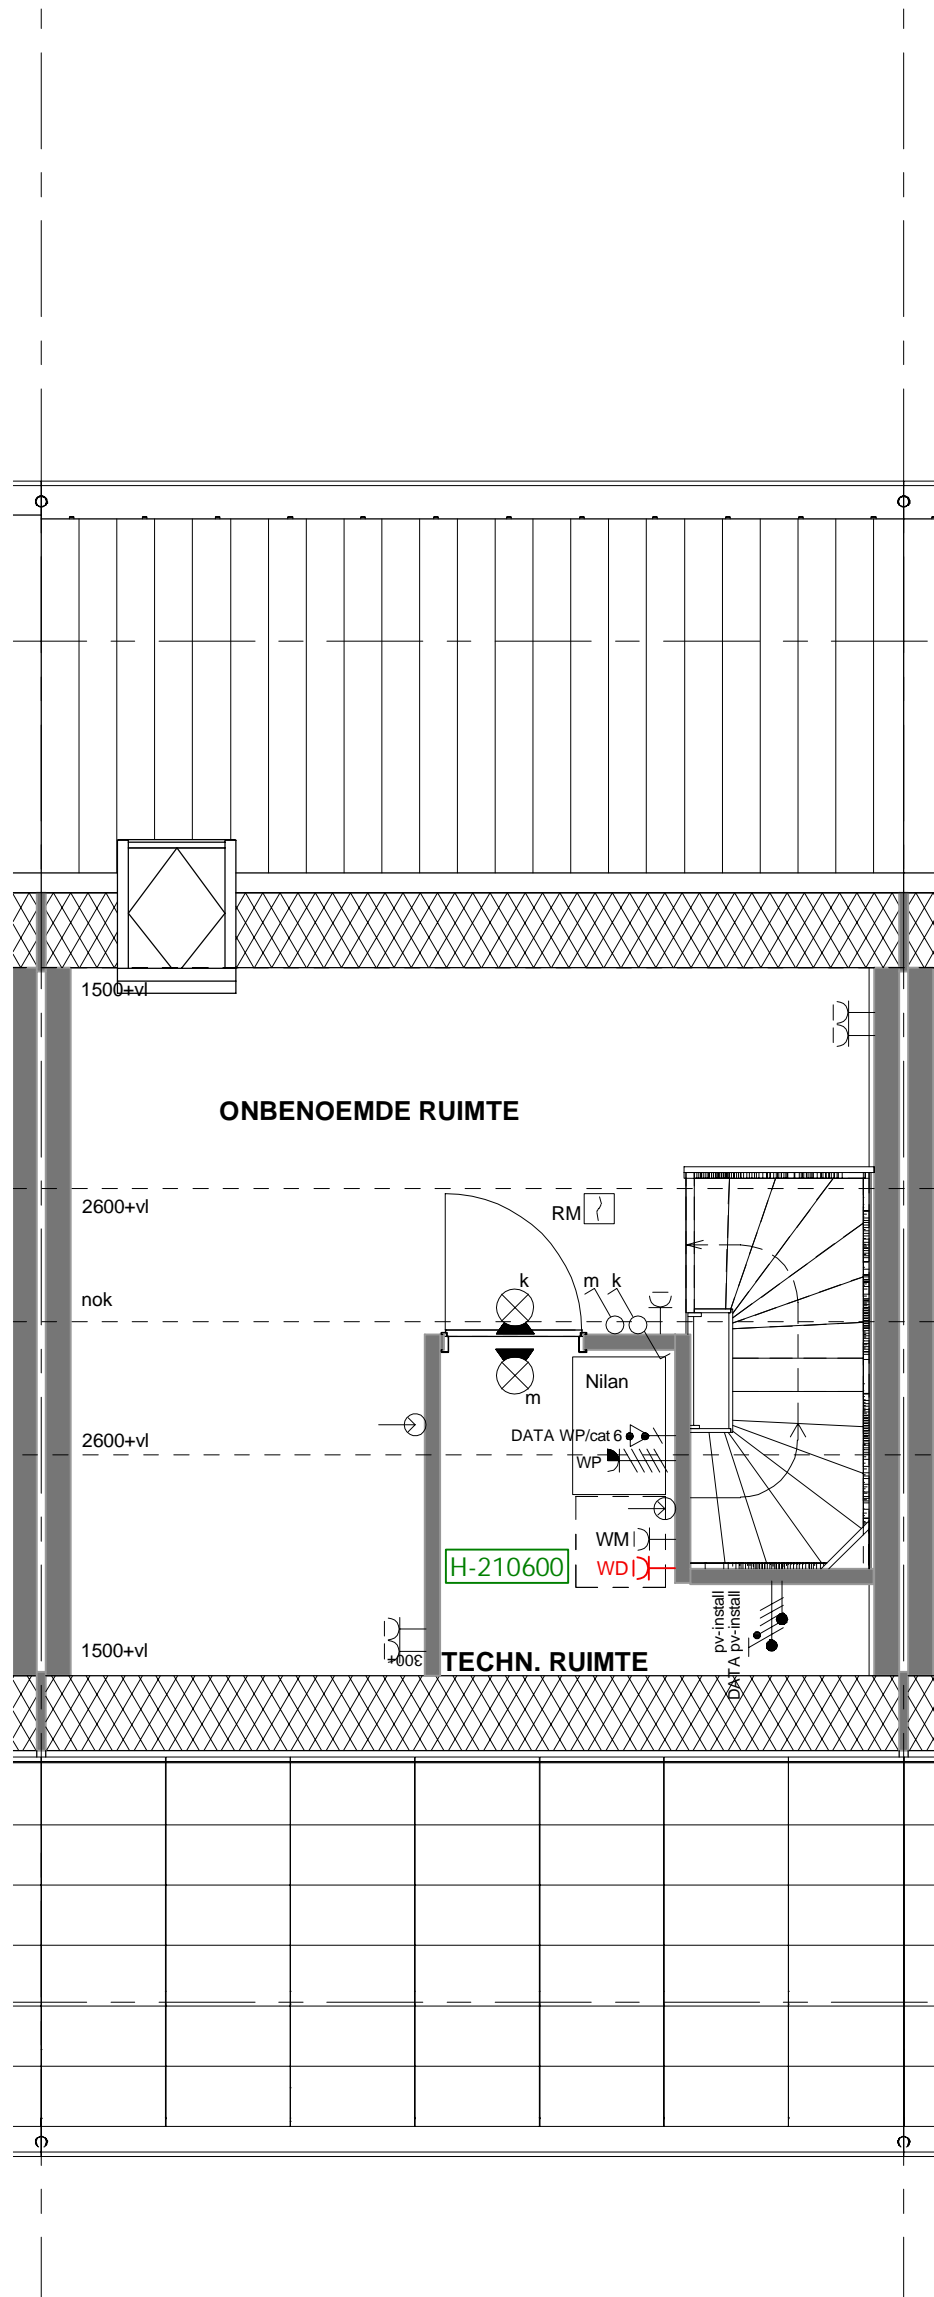 1500+vl
ONBENOEMDE RUIMTE
2600+vl
RM
nok
k
m k
m
Nilan
2600+vl
DATA WP/cat 6
WP
WM
H-210600
WD
pv-install
DATA pv-install
1500+vl
300+
TECHN. RUIMTE